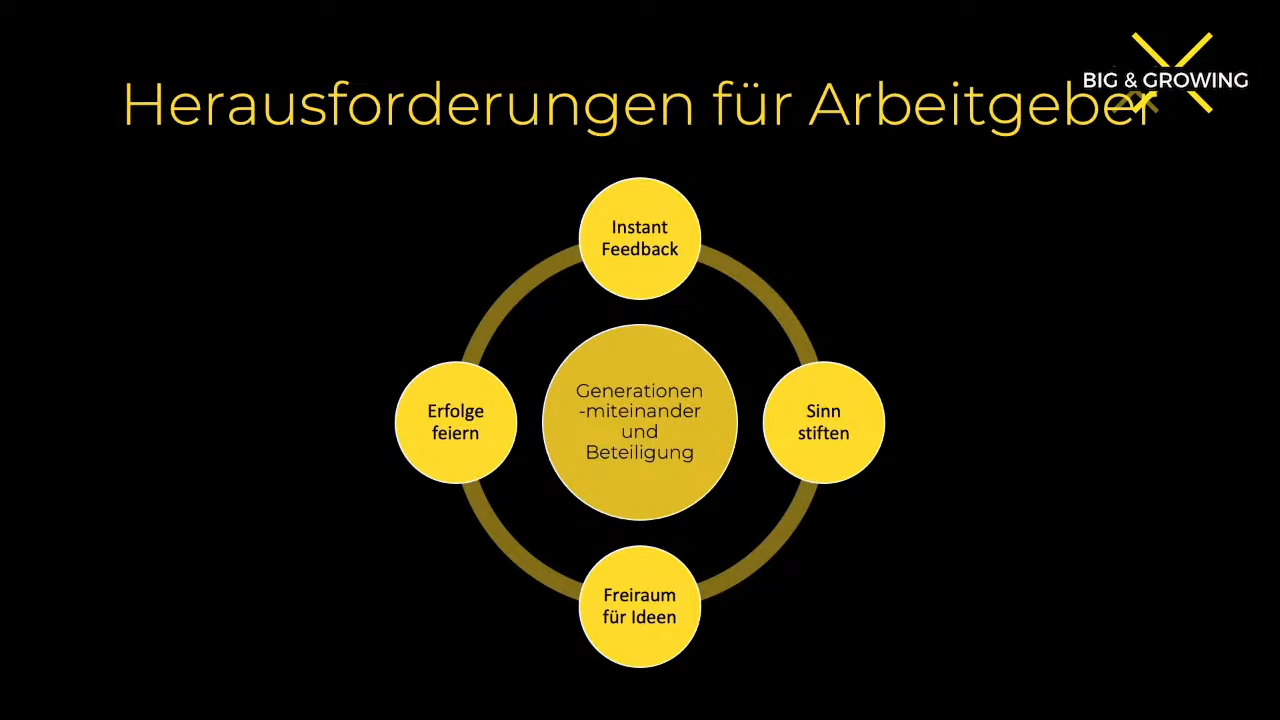 Herausforderungen für Arbeitgeber
BIG & GROWING
Instant
Feedback
Erfolge
feiern
Generationen
-miteinander
und
Beteiligung
Sinn
stiften
Freiraum
für Ideen